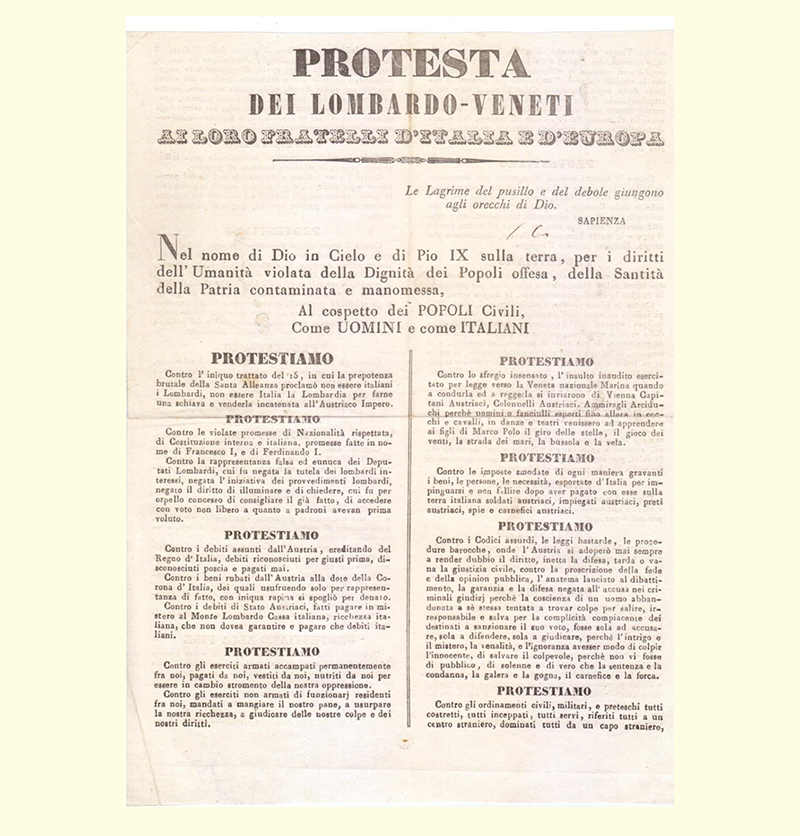 PROTESTA
DEI LOMBARDO-VENETI
AI LORO FRATELLI D'ITALIA E D'EUROPA
Le Lagrime del pusillo e del debole giungono
agli orecchi di Dio.
SAPIENZA
Nel nome di Dio in Cielo e di Pio IX sulla terra, per i diritti
dell'Umanità violata della Dignità dei Popoli offesa, della Santità
della Patria contaminata e manomessa,
Al cospetto dei POPOLI Civili,
Come UOMINI e come ITALIANI
PROTESTIAMO
Contro l'iniquo trattato del 15, in cui la prepotenza
brutale della Santa Alleanza proclamò non essere italiani
i Lombardi, non essere Italia la Lombardia per farne
una schiava e venderla incatenata all'Austriaco Impero.
PROTESTIAMO
Contro le violate promesse di Nazionalità rispettata,
di Costituzione interna e italiana, promesse fatte in no-
me di Francesco I, e di Ferdinando I.
Contro la rappresentanza falsa ed eunuca dei Depu-
tati Lombardi, cui fu negata la tutela dei lombardi in-
teressi, negata l'iniziativa dei provvedimenti lombardi,
negato il diritto di illuminare e di chiedere, cui fu per
orpello concesso di consigliare il già fatto, di accedere
con voto non libero a quanto a padroni avevan prima
voluto.
PROTESTIAMO
Contro i debiti assunti dall'Austria, ereditando del
Regno d'Italia, debiti riconosciuti per giusti prima, di-
sconosciuti poscia e pagati mai.
Contro i beni rubati dall'Austria alla dote della Co-
rona d'Italia, dei quali usufruendo solo per rappresen-
tanza di fatto, con iniqua rapina si spogliò per denaro.
Contro i debiti di Stato Austriaci, fatti pagare in mi-
stero al Monte Lombardo Cassa italiana, ricchezza ita-
liana, che non dovea garantire e pagare che debiti ita-
liani.
PROTESTIAMO
Contro gli eserciti armati accampati permanentemente
fra noi, pagati da noi, vestiti da noi, nutriti da noi per
essere in cambio stromento della nostra oppressione.
Contro gli eserciti non armati di funzionarj residenti
fra noi, mandati a mangiare il nostro pane, a usurpare
la nostra ricchezza, a giudicare delle nostre colpe e dei
nostri diritti.
PROTESTIAMO
Contro lo sfregio insensato, l'insulto inaudito eserci-
tato per legge verso la Veneta nazionale Marina quando
a condurla ed a reggerla si inviarono di Vienna Capi-
tani Austriaci, Colonnelli Austriaci, Ammiragli Arcidu-
chi perchè uomini o fanciulli esperti fino allora in coc-
chi e cavalli, in danze e teatri venissero ad apprendere
ai figli di Marco Polo il giro delle stelle, il gioco dei
venti, la strada dei mari, la bussola e la vela.
PROTESTIAMO
Contro le imposte smodate di ogni maniera gravanti
i beni, le persone, le necessità, esportate d'Italia per im-
pinguarsi e non fallire dopo aver pagato con esse sulla
terra italiana soldati austriaci, impiegati austriaci, preti
austriaci, spie e carnefici austriaci.
PROTESTIAMO
Contro i Codici assurdi, le leggi bastarde, le proce-
dure barocche, onde l'Austria si adoperò mai sempre
a render dubbio il diritto, inetta la difesa, tarda o va-
na la giustizia civile, contro la proscrizione della fede
e della opinion pubblica, l'anatema lanciato al dibatti-
mento, la garanzia e la difesa negata all'accusa nei cri-
minali giudizj perchè la coscienza di un uomo abban-
donata a sè stessa tentata a trovar colpe per salire, ir-
responsabile e salva per la complicità compiacente dei
destinati a sanzionare il suo voto, fosse sola ad accusa-
re, sola a difendere, sola a giudicare, perchè l'intrigo e
il mistero, la venalità, e l'ignoranza avesser modo di colpir
l'innocente, di salvare il colpevole, perchè non vi fosse
di pubblico, di solenne e di vero che la sentenza e la
condanna, la galera e la gogna, il carnefice e la forca.
PROTESTIAMO
Contro gli ordinamenti civili, militari, e preteschi tutti
costretti, tutti inceppati, tutti servi, riferiti tutti a un
centro straniero, dominati tutti da un capo straniero,